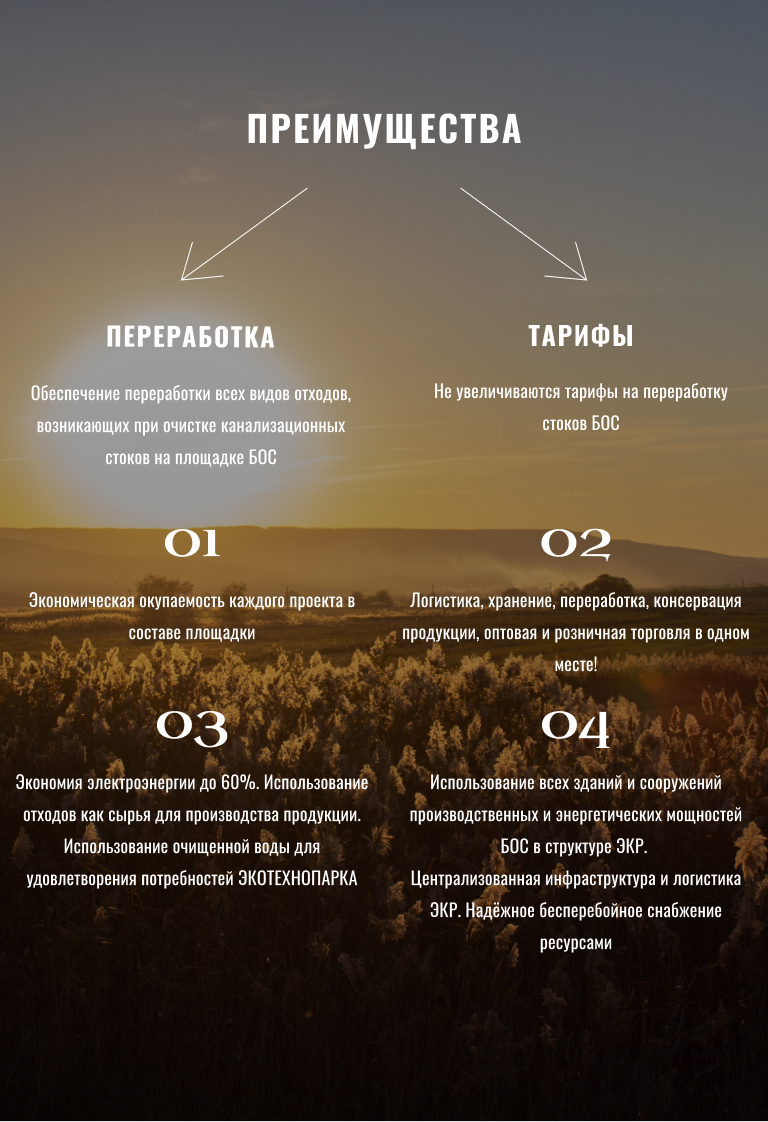 ПРЕИМУЩЕСТВА
ПЕРЕРАБОТКА
Обеспечение переработки всех видов отходов,
возникающих при очистке канализационных
стоков на площадке БОС
ТАРИФЫ
Не увеличиваются тарифы на переработку
стоков БОС
01
Экономическая окупаемость каждого проекта в
составе площадки
02
Логистика, хранение, переработка, консервация
продукции, оптовая и розничная торговля в одном
месте!
03
Экономия электроэнергии до 60%. Использование
отходов как сырья для производства продукции.
Использование очищенной воды для
удовлетворения потребностей ЭКОТЕХНОПАРКА
04
Использование всех зданий и сооружений
производственных и энергетических мощностей
БОС в структуре ЭКР.
Централизованная инфраструктура и логистика
ЭКР. Надёжное бесперебойное снабжение
ресурсами